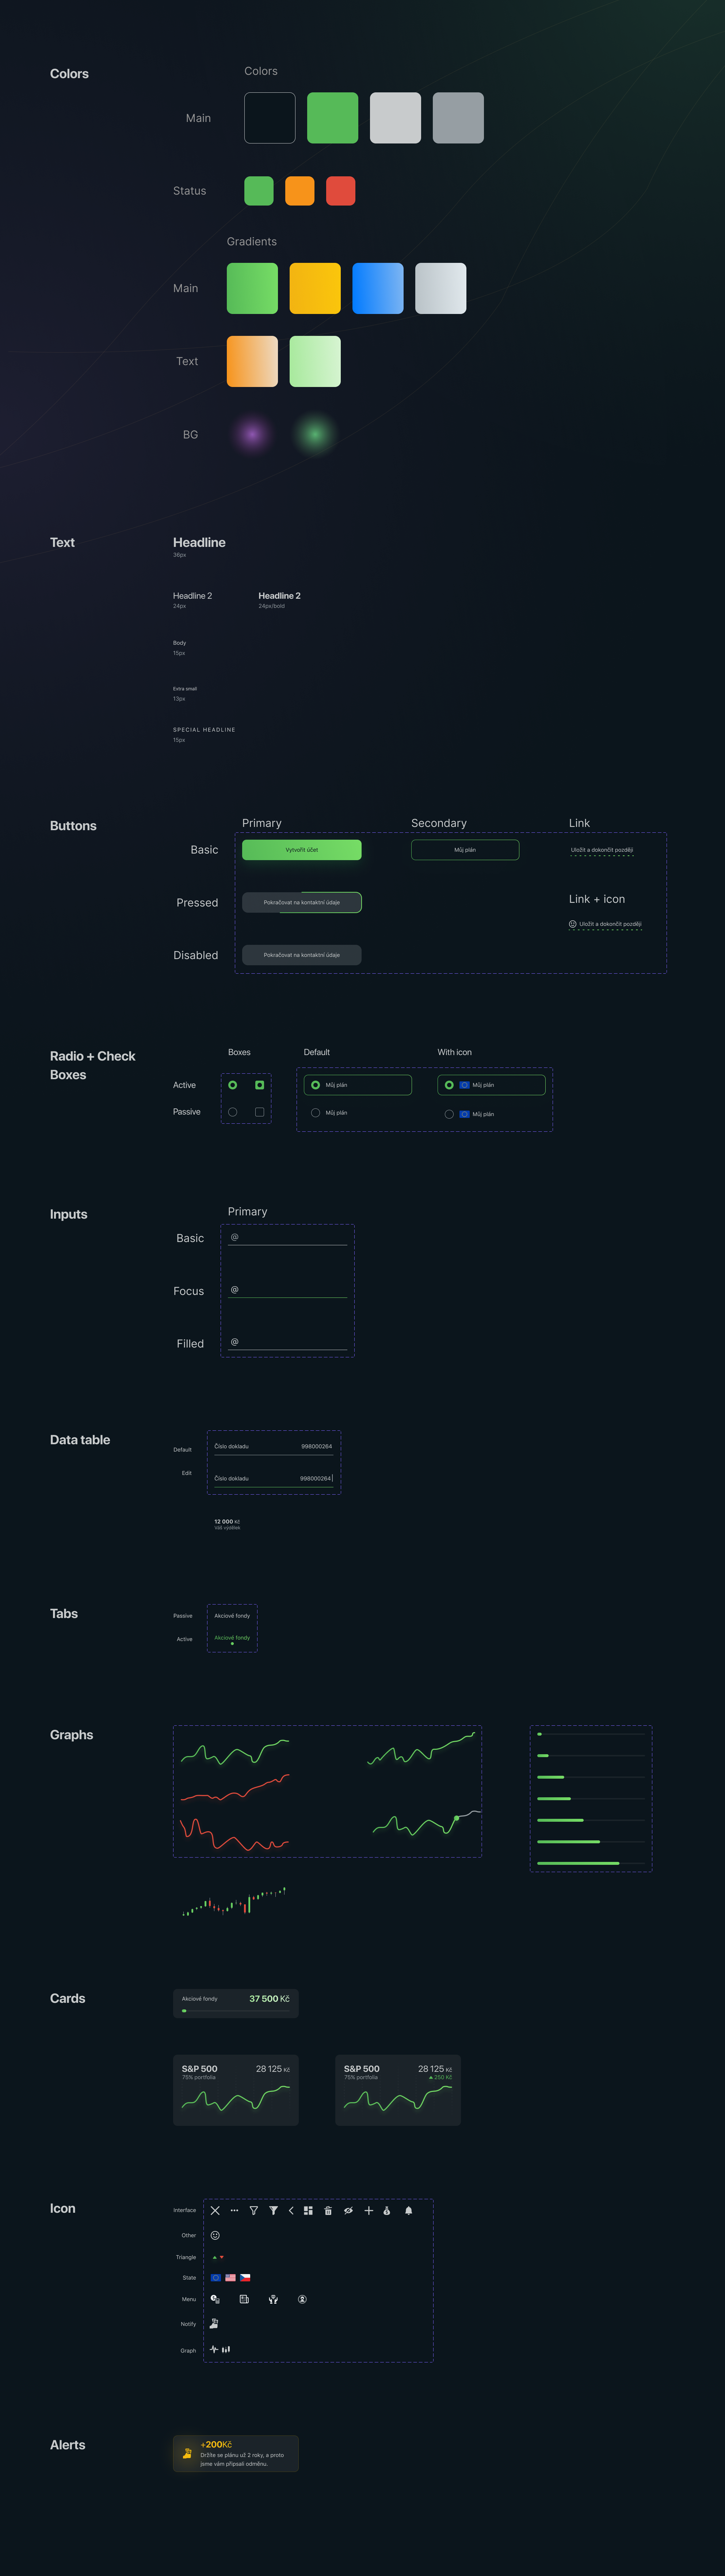 Colors
Colors
Main
Status
Gradients
Main
Text
BG
Text
Headline
36px
Headline 2
24px
Headline 2
24px/bold
Body
15px
Extra small
13px
SPECIAL HEADLINE
15px
Buttons
Primary
Secondary
Link
Basic
Vytvořit účet
Můj plán
Uložit a dokončit později
Pressed
Pokračovat na kontaktní údaje
Link + icon
Uložit a dokončit později
Disabled
Pokračovat na kontaktní údaje
Radio + Check
Boxes
Boxes
Default
With icon
Active
Můj plán
Můj plán
Passive
Můj plán
Můj plán
Inputs
Primary
Basic
@
Focus
@
Filled
@
Data table
Default
Číslo dokladu
998000264
Edit
Číslo dokladu
998000264
12 000 Kč
Váš výdělek
Tabs
Passive
Akciové fondy
Active
Akciové fondy
Graphs
Cards
Akciové fondy
37 500 Kč
S&P 500
28 125 Kč
75% portfolia
S&P 500
28 125 Kč
75% portfolia
250 Kč
Icon
Interface
Other
Triangle
State
Menu
Notify
Graph
Alerts
+200Kč
Držíte se plánu už 2 roky, a proto
jsme vám připsali odměnu.